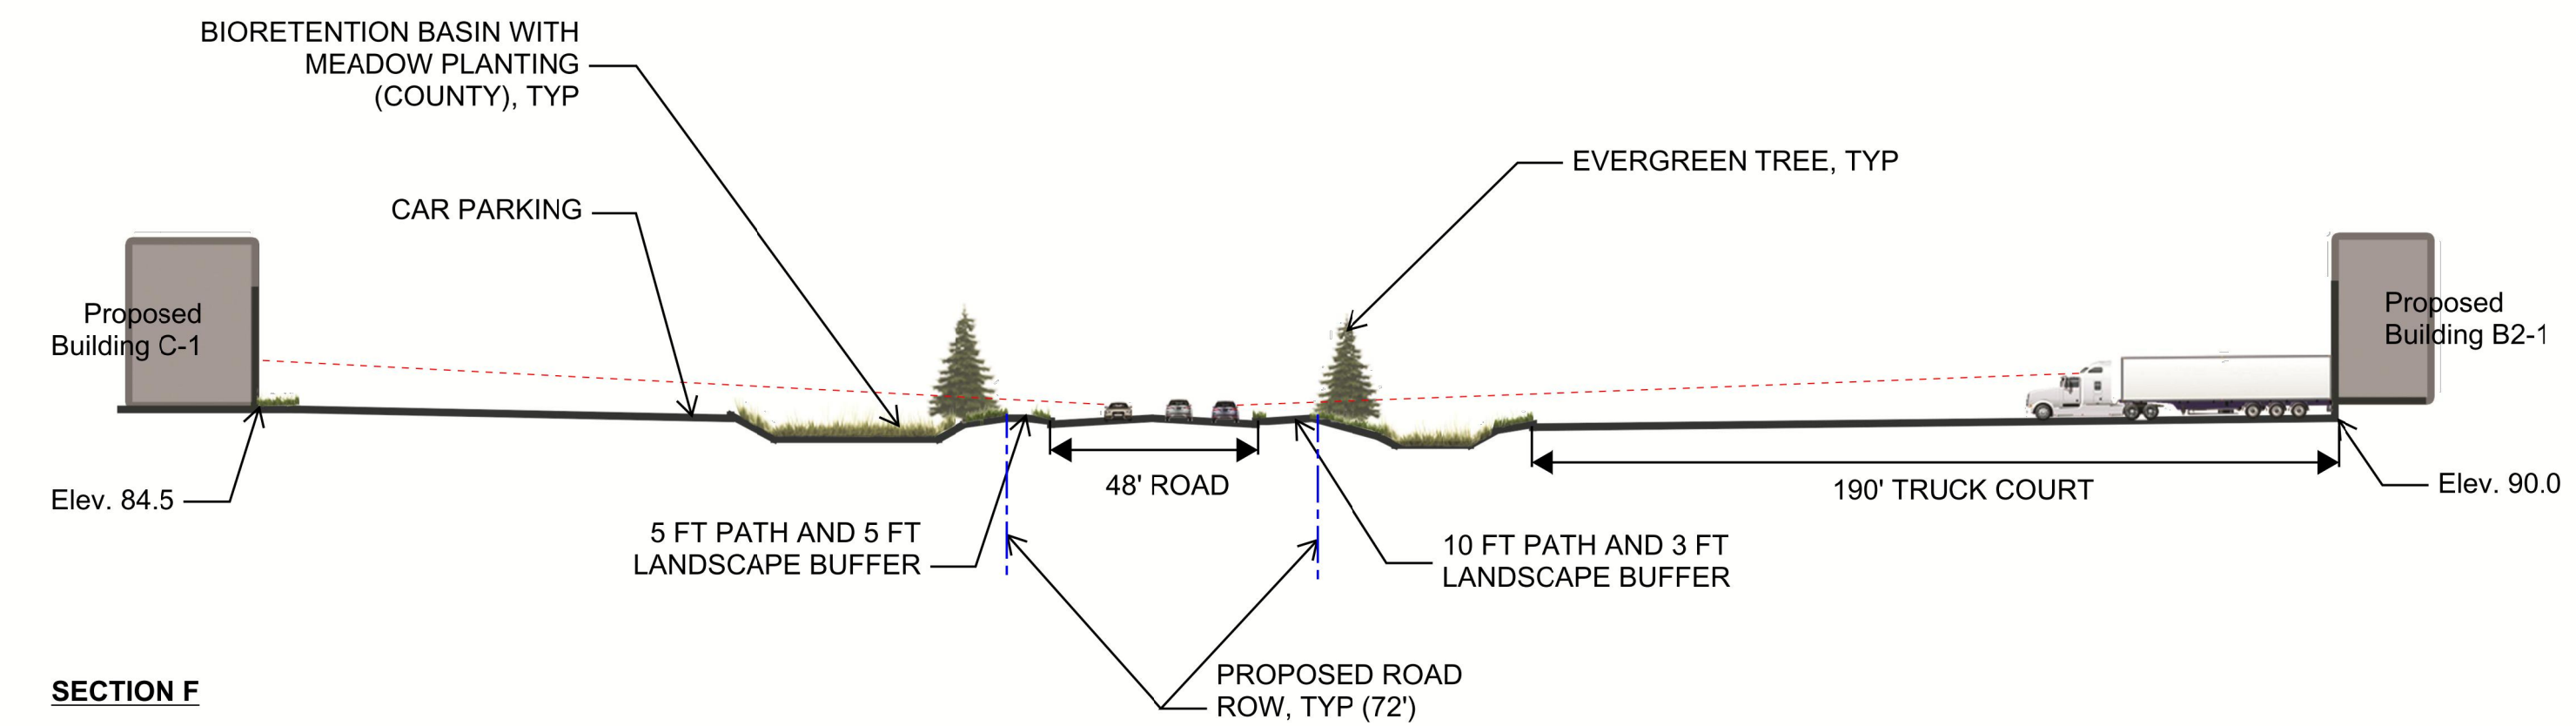 BIORETENTION BASIN WITH
MEADOW PLANTING
(COUNTY), TYP
EVERGREEN TREE, TYP
CAR PARKING
Proposed
Building C-1
Proposed
Building B2-1
Elev. 84.5
48' ROAD
190' TRUCK COURT
Elev. 90.0
5 FT PATH AND 5 FT
LANDSCAPE BUFFER
10 FT PATH AND 3 FT
LANDSCAPE BUFFER
PROPOSED ROAD
ROW, TYP (72')
SECTION F